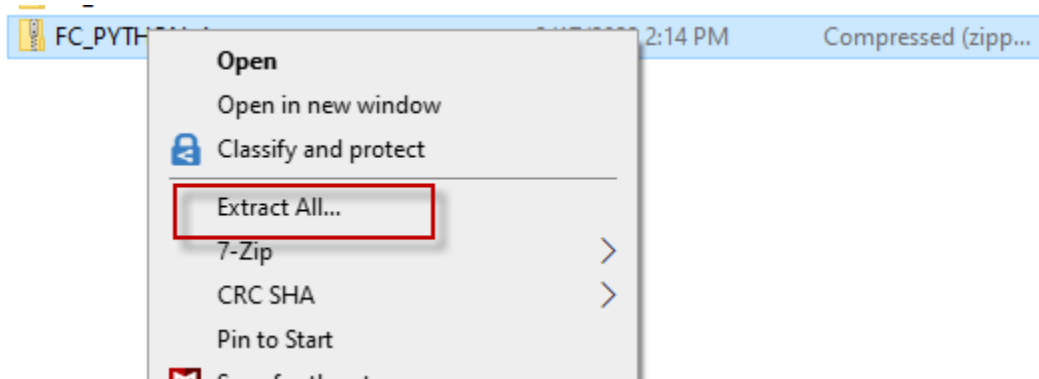 FC_PYTH 2:14 PM Compressed (zipp...
Open
Open in new window
Classify and protect
Extract All...
7-Zip
CRC SHA
Pin to Start